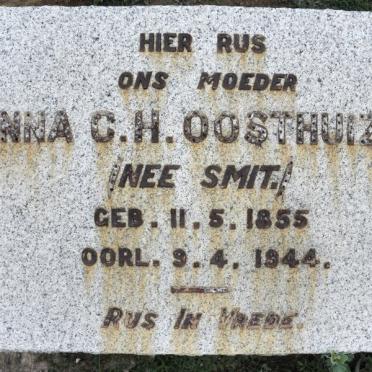 HIER RUS
ONS MOEDER
NNA C.H. OOSTHUIZ
(NEE SMIT.)
GEB. 11. 5. 1855
OORL. 9. 4. 1944.
RUS IN VREDE.